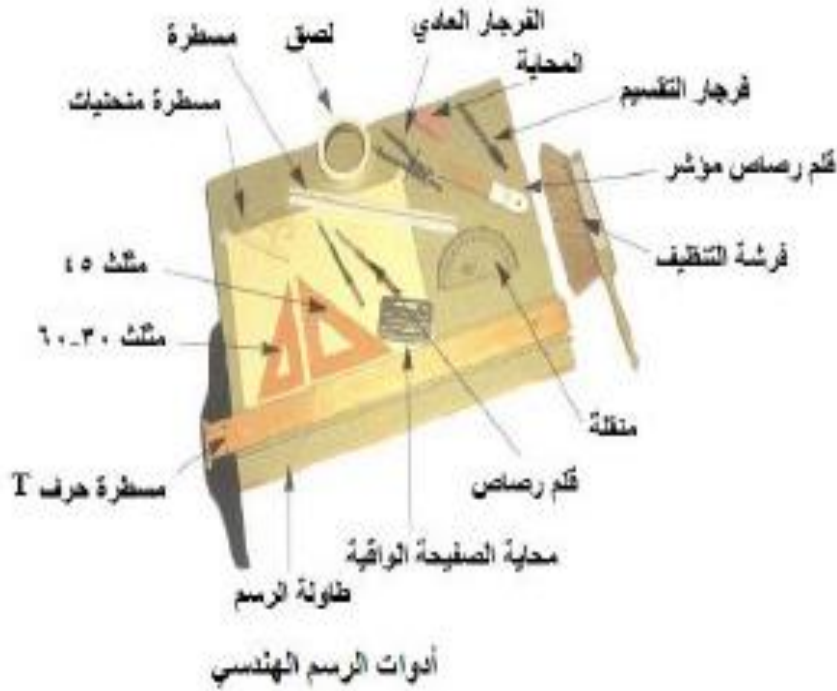 الفرجار العادي
لصق
مسطرة
المحاية
فرجار التقسيم
مسطرة منحنيات
قلم رصاص مؤشر
فرشة التنظيف
مثلث ٤٥
مثلث ٣٠-٦٠
منقلة
مسطرة حرف T
قلم رصاص
محاية الصفيحة الواقية
طاولة الرسم
أدوات الرسم الهندسي